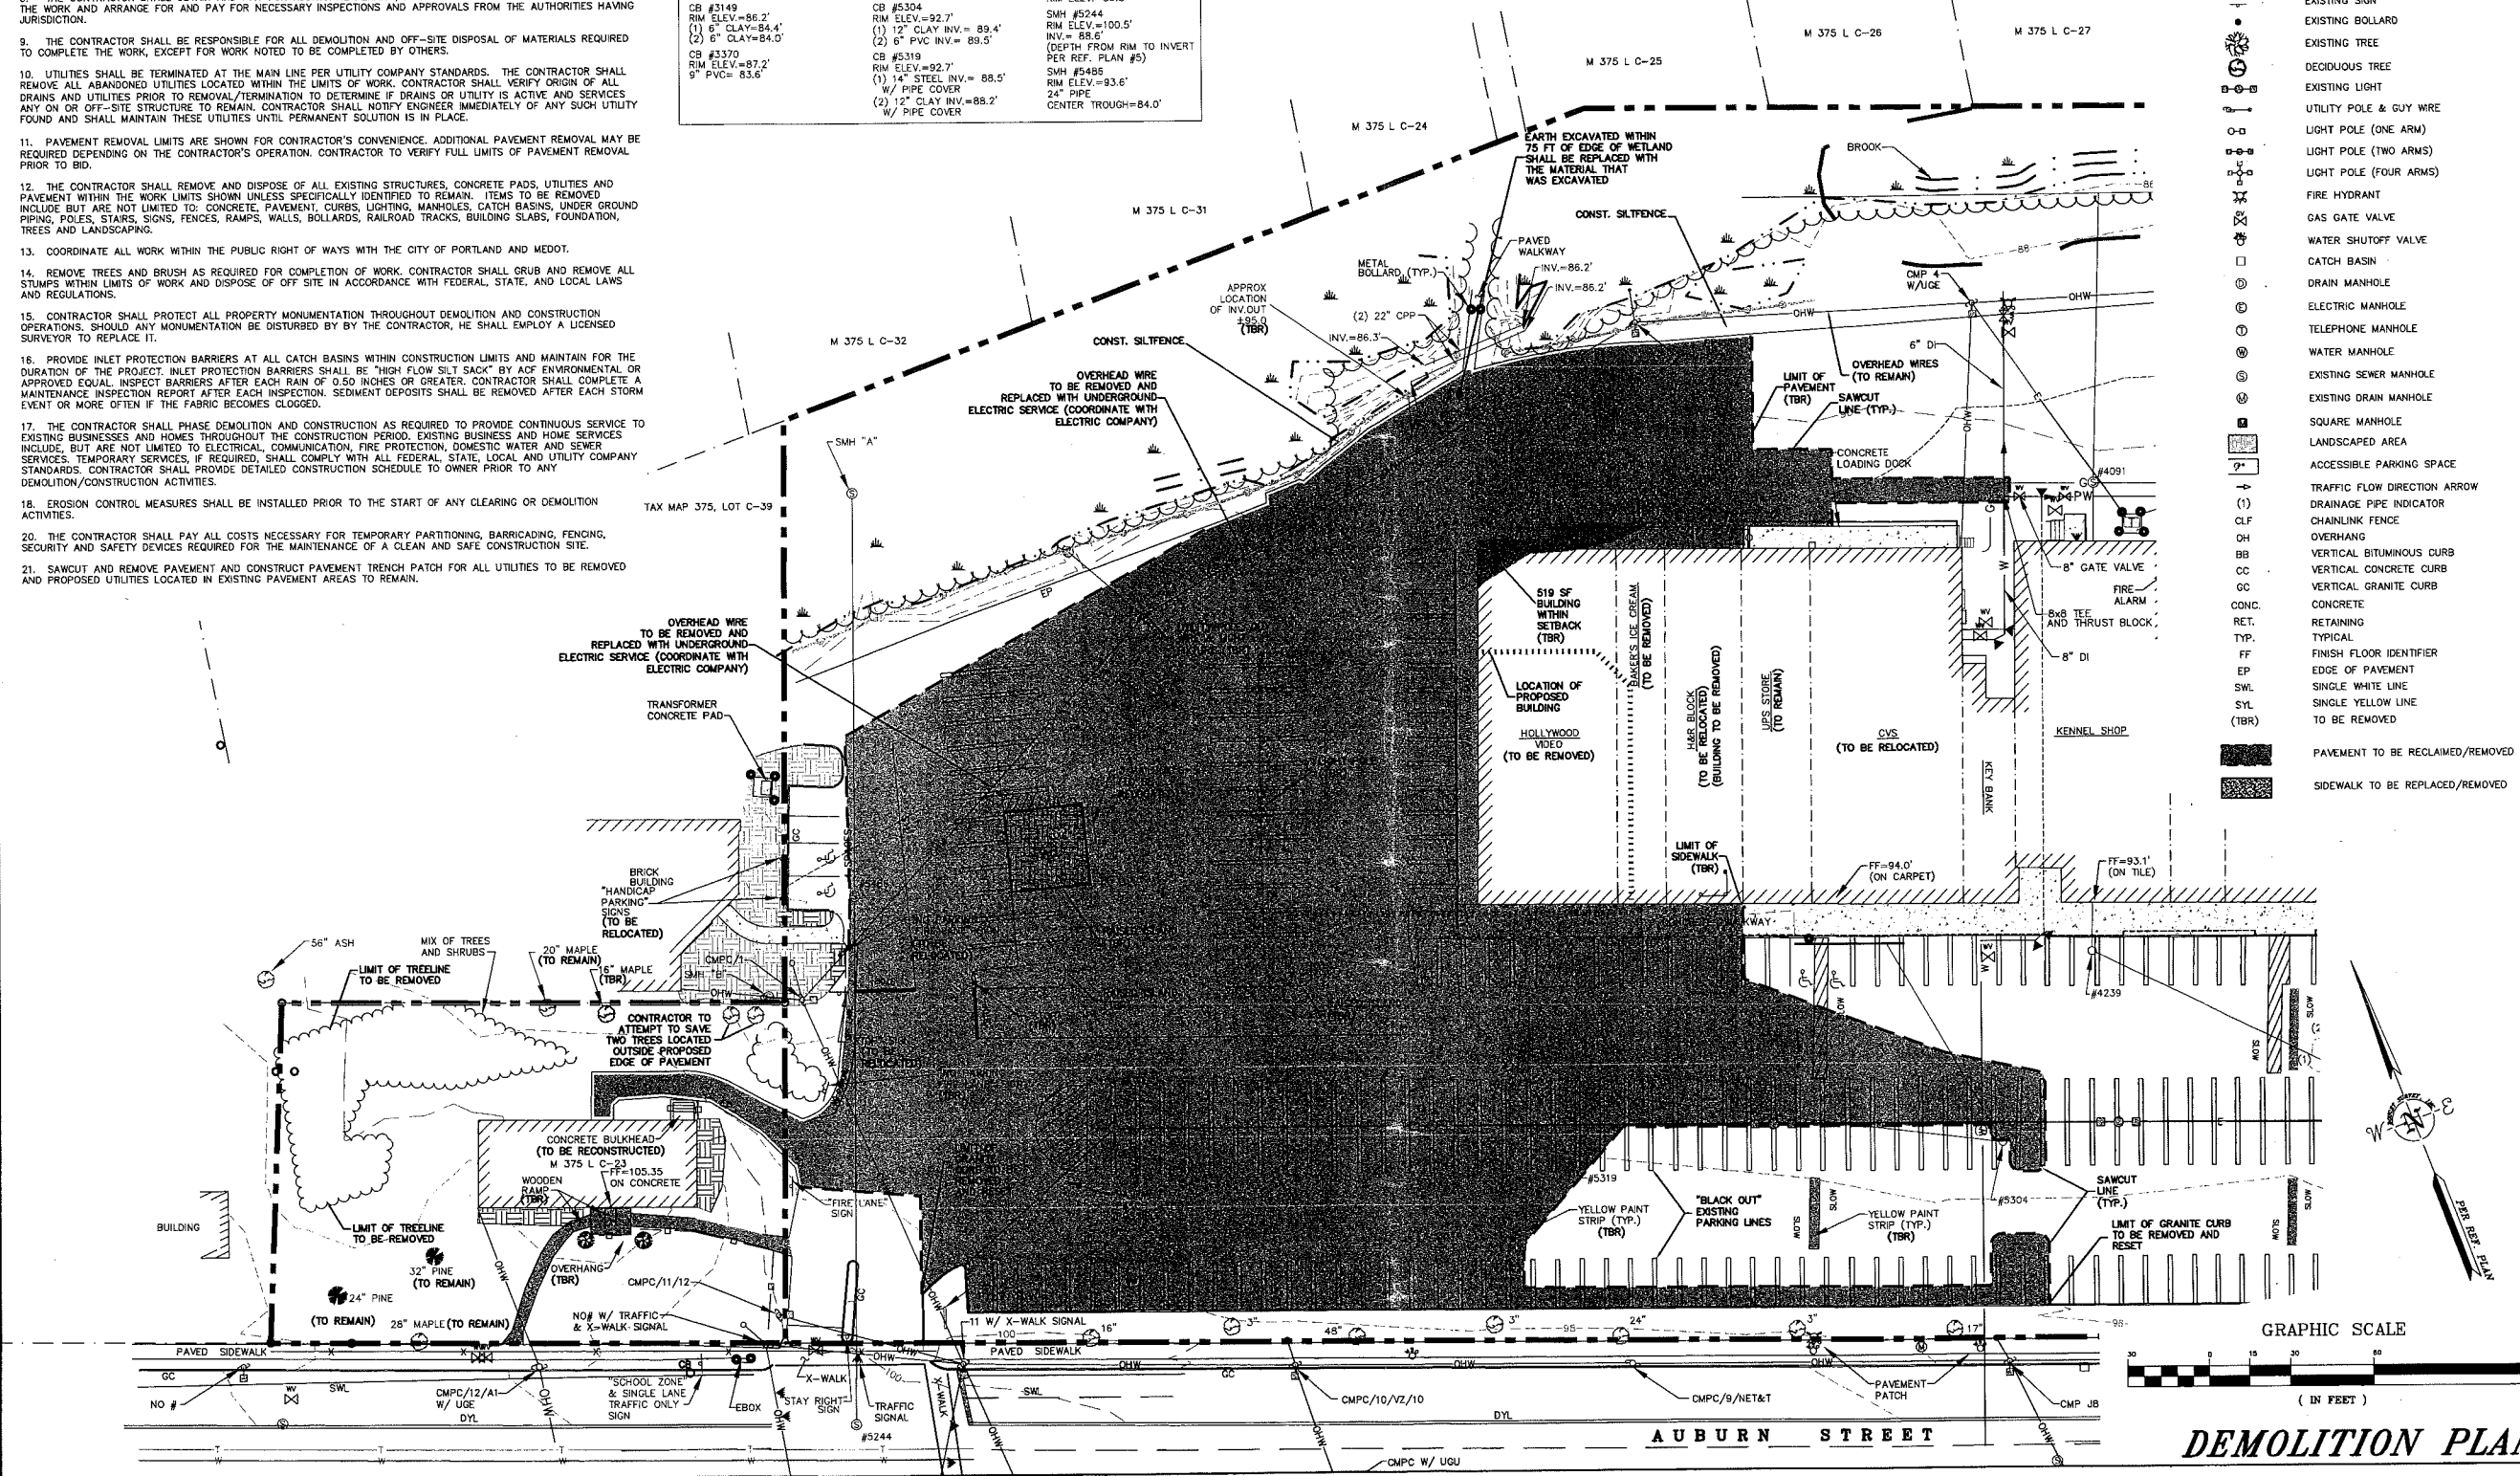 THE WORK AND ARRANGE FOR AND PAY FOR NECESSARY INSPECTIONS AND APPROVALS FROM THE AUTHORITIES HAVING
JURISDICTION.
9. THE CONTRACTOR SHALL BE RESPONSIBLE FOR ALL DEMOLITION AND OFF-SITE DISPOSAL OF MATERIALS REQUIRED
TO COMPLETE THE WORK, EXCEPT FOR WORK NOTED TO BE COMPLETED BY OTHERS.
10. UTILITIES SHALL BE TERMINATED AT THE MAIN LINE PER UTILITY COMPANY STANDARDS. THE CONTRACTOR SHALL
REMOVE ALL ABANDONED UTILITIES LOCATED WITHIN THE LIMITS OF WORK. CONTRACTOR SHALL VERIFY ORIGIN OF ALL
DRAINS AND UTILITIES PRIOR TO REMOVAL/TERMINATION TO DETERMINE IF DRAINS OR UTILITY IS ACTIVE AND SERVICES
ANY ON OR OFF-SITE STRUCTURE TO REMAIN. CONTRACTOR SHALL NOTIFY ENGINEER IMMEDIATELY OF ANY SUCH UTILITY
FOUND AND SHALL MAINTAIN THESE UTILITIES UNTIL PERMANENT SOLUTION IS IN PLACE.
11. PAVEMENT REMOVAL LIMITS ARE SHOWN FOR CONTRACTOR'S CONVENIENCE. ADDITIONAL PAVEMENT REMOVAL MAY BE
REQUIRED DEPENDING ON THE CONTRACTOR'S OPERATION. CONTRACTOR TO VERIFY FULL LIMITS OF PAVEMENT REMOVAL
PRIOR TO BID.
12. THE CONTRACTOR SHALL REMOVE AND DISPOSE OF ALL EXISTING STRUCTURES, CONCRETE PADS, UTILITIES AND
PAVEMENT WITHIN THE WORK LIMITS SHOWN UNLESS SPECIFICALLY IDENTIFIED TO REMAIN. ITEMS TO BE REMOVED
INCLUDE BUT ARE NOT LIMITED TO: CONCRETE, PAVEMENT, CURBS, LIGHTING, MANHOLES, CATCH BASINS, UNDER GROUND
PIPING, POLES, STAIRS, SIGNS, FENCES, RAMPS, WALLS, BOLLARDS, RAILROAD TRACKS, BUILDING SLABS, FOUNDATION,
TREES AND LANDSCAPING.
13. COORDINATE ALL WORK WITHIN THE PUBLIC RIGHT OF WAYS WITH THE CITY OF PORTLAND AND MEDOT.
14. REMOVE TREES AND BRUSH AS REQUIRED FOR COMPLETION OF WORK. CONTRACTOR SHALL GRUB AND REMOVE ALL
STUMPS WITHIN LIMITS OF WORK AND DISPOSE OF OFF SITE IN ACCORDANCE WITH FEDERAL, STATE, AND LOCAL LAWS
AND REGULATIONS.
15. CONTRACTOR SHALL PROTECT ALL PROPERTY MONUMENTATION THROUGHOUT DEMOLITION AND CONSTRUCTION
OPERATIONS. SHOULD ANY MONUMENTATION BE DISTURBED BY BY THE CONTRACTOR, HE SHALL EMPLOY A LICENSED
SURVEYOR TO REPLACE IT.
16. PROVIDE INLET PROTECTION BARRIERS AT ALL CATCH BASINS WITHIN CONSTRUCTION LIMITS AND MAINTAIN FOR THE
DURATION OF THE PROJECT. INLET PROTECTION BARRIERS SHALL BE "HIGH FLOW SILT SACK" BY ACF ENVIRONMENTAL OR
APPROVED EQUAL. INSPECT BARRIERS AFTER EACH RAIN OF 0.50 INCHES OR GREATER. CONTRACTOR SHALL COMPLETE A
MAINTENANCE INSPECTION REPORT AFTER EACH INSPECTION. SEDIMENT DEPOSITS SHALL BE REMOVED AFTER EACH STORM
EVENT OR MORE OFTEN IF THE FABRIC BECOMES CLOGGED.
17. THE CONTRACTOR SHALL PHASE DEMOLITION AND CONSTRUCTION AS REQUIRED TO PROVIDE CONTINUOUS SERVICE TO
EXISTING BUSINESSES AND HOMES THROUGHOUT THE CONSTRUCTION PERIOD. EXISTING BUSINESS AND HOME SERVICES
INCLUDE, BUT ARE NOT LIMITED TO ELECTRICAL, COMMUNICATION, FIRE PROTECTION, DOMESTIC WATER AND SEWER
SERVICES. TEMPORARY SERVICES, IF REQUIRED, SHALL COMPLY WITH ALL FEDERAL, STATE, LOCAL AND UTILITY COMPANY
STANDARDS. CONTRACTOR SHALL PROVIDE DETAILED CONSTRUCTION SCHEDULE TO OWNER PRIOR TO ANY
DEMOLITION/CONSTRUCTION ACTIVITIES.
18. EROSION CONTROL MEASURES SHALL BE INSTALLED PRIOR TO THE START OF ANY CLEARING OR DEMOLITION
ACTIVITIES.
20. THE CONTRACTOR SHALL PAY ALL COSTS NECESSARY FOR TEMPORARY PARTITIONING, BARRICADING, FENCING,
SECURITY AND SAFETY DEVICES REQUIRED FOR THE MAINTENANCE OF A CLEAN AND SAFE CONSTRUCTION SITE.
21. SAWCUT AND REMOVE PAVEMENT AND CONSTRUCT PAVEMENT TRENCH PATCH FOR ALL UTILITIES TO BE REMOVED
AND PROPOSED UTILITIES LOCATED IN EXISTING PAVEMENT AREAS TO REMAIN.
CB #3149
RIM ELEV.=86.2'
(1) 6" CLAY=84.4'
(2) 6" CLAY=84.0'
CB #3370
RIM ELEV.=87.2'
9" PVC= 83.6'
CB #5304
RIM ELEV.=92.7'
(1) 12" CLAY INV.= 89.4'
(2) 6" PVC INV.= 89.5'
CB #5319
RIM ELEV.=92.7'
(1) 14" STEEL INV.= 88.5'
W/ PIPE COVER
(2) 12" CLAY INV.=88.2'
W/ PIPE COVER
SMH #5244
RIM ELEV.=100.5'
INV.= 88.6'
(DEPTH FROM RIM TO INVERT
PER REF. PLAN #5)
SMH #5486
RIM ELEV.=93.6'
24" PIPE
CENTER TROUGH=84.0'
M 375 L C-26
M 375 L C-27
M 375 L C-25
M 375 L C-24
M 375 L C-31
M 375 L C-32
TAX MAP 375, LOT C-39
EXISTING SIGN
EXISTING BOLLARD
EXISTING TREE
DECIDUOUS TREE
EXISTING LIGHT
UTILITY POLE & GUY WIRE
LIGHT POLE (ONE ARM)
LIGHT POLE (TWO ARMS)
LIGHT POLE (FOUR ARMS)
FIRE HYDRANT
GAS GATE VALVE
WATER SHUTOFF VALVE
CATCH BASIN
DRAIN MANHOLE
ELECTRIC MANHOLE
TELEPHONE MANHOLE
WATER MANHOLE
EXISTING SEWER MANHOLE
EXISTING DRAIN MANHOLE
SQUARE MANHOLE
LANDSCAPED AREA
ACCESSIBLE PARKING SPACE
TRAFFIC FLOW DIRECTION ARROW
(1) DRAINAGE PIPE INDICATOR
CLF CHAINLINK FENCE
OH OVERHANG
BB VERTICAL BITUMINOUS CURB
CC VERTICAL CONCRETE CURB
GC VERTICAL GRANITE CURB
CONC. CONCRETE
RET. RETAINING
TYP. TYPICAL
FF FINISH FLOOR IDENTIFIER
EP EDGE OF PAVEMENT
SWL SINGLE WHITE LINE
SYL SINGLE YELLOW LINE
(TBR) TO BE REMOVED
PAVEMENT TO BE RECLAIMED/REMOVED
SIDEWALK TO BE REPLACED/REMOVED
EARTH EXCAVATED WITHIN
75 FT OF EDGE OF WETLAND
SHALL BE REPLACED WITH
THE MATERIAL THAT
WAS EXCAVATED
BROOK
CONST. SILTFENCE
PAVED
WALKWAY
METAL
BOLLARD (TYP.)
INV.=86.2'
INV.=86.2'
APPROX
LOCATION
OF INV.OUT
±95.0
(TBR)
(2) 22" CPP
INV.=86.3'
CONST. SILTFENCE
CMP 4
W/UGE
OHW
OHW
88
6" DI
OVERHEAD WIRES
(TO REMAIN)
LIMIT OF
PAVEMENT
(TBR)
SAWCUT
LINE (TYP.)
CONCRETE
LOADING DOCK
#4091
OVERHEAD WIRE
TO BE REMOVED AND
REPLACED WITH UNDERGROUND
ELECTRIC SERVICE (COORDINATE WITH
ELECTRIC COMPANY)
SMH "A"
EP
OVERHEAD WIRE
TO BE REMOVED AND
REPLACED WITH UNDERGROUND
ELECTRIC SERVICE (COORDINATE WITH
ELECTRIC COMPANY)
TRANSFORMER
CONCRETE PAD
8" GATE VALVE
FIRE
ALARM
8x8 TEE
AND THRUST BLOCK
8" DI
519 SF
BUILDING
WITHIN
SETBACK
(TBR)
LOCATION OF
PROPOSED
BUILDING
HOLLYWOOD
VIDEO
(TO BE REMOVED)
BAKER'S ICE CREAM
(TO BE REMOVED)
H&R BLOCK
(TO BE RELOCATED)
(BUILDING TO BE REMOVED)
UPS STORE
(TO REMAIN)
CVS
(TO BE RELOCATED)
KEY BANK
KENNEL SHOP
LIMIT OF
SIDEWALK
(TBR)
FF=94.0'
(ON CARPET)
FF=93.1'
(ON TILE)
#4239
BRICK
BUILDING
"HANDICAP
PARKING"
SIGNS
(TO BE
RELOCATED)
GC
56" ASH
MIX OF TREES
AND SHRUBS
LIMIT OF TREELINE
TO BE REMOVED
20" MAPLE
(TO REMAIN)
16" MAPLE
(TBR)
CMPC/1
SMH "B"
OHW
CONTRACTOR TO
ATTEMPT TO SAVE
TWO TREES LOCATED
OUTSIDE PROPOSED
EDGE OF PAVEMENT
OHW
CONCRETE BULKHEAD
(TO BE RECONSTRUCTED)
M 375 L C-23
FF=105.35
ON CONCRETE
WOODEN
RAMP
(TBR)
BUILDING
LIMIT OF TREELINE
TO BE REMOVED
32" PINE
(TO REMAIN)
24" PINE
(TO REMAIN)
28" MAPLE (TO REMAIN)
OVERHANG
(TBR)
CMPC/11/12
NO# W/ TRAFFIC
& X-WALK SIGNAL
"FIRE LANE"
SIGN
#5319
#5304
"BLACK OUT"
EXISTING
PARKING LINES
YELLOW PAINT
STRIP (TYP.)
(TBR)
YELLOW PAINT
STRIP (TYP.)
(TBR)
SLOW
SLOW
SLOW
SLOW
SLOW
SLOW
SLOW
SAWCUT
LINE
(TYP.)
LIMIT OF GRANITE CURB
TO BE REMOVED AND
RESET
W
E
PER REF. PLAN
11 W/ X-WALK SIGNAL
100
PAVED SIDEWALK
PAVED SIDEWALK
16"
3"
48"
3"
24"
3"
17"
98
GC
SWL
NO #
CMPC/12/A1
W/ UGE
DYL
"SCHOOL ZONE"
& SINGLE LANE
TRAFFIC ONLY
SIGN
CB
EBOX
X-WALK
STAY RIGHT
SIGN
TRAFFIC
SIGNAL
#5244
X-WALK
SWL
CMPC/10/VZ/10
CMPC/9/NET&T
PAVEMENT
PATCH
CMP JB
DYL
CMPC W/ UGU
AUBURN STREET
GRAPHIC SCALE
30 0 15 30 60
( IN FEET )
DEMOLITION PLAN